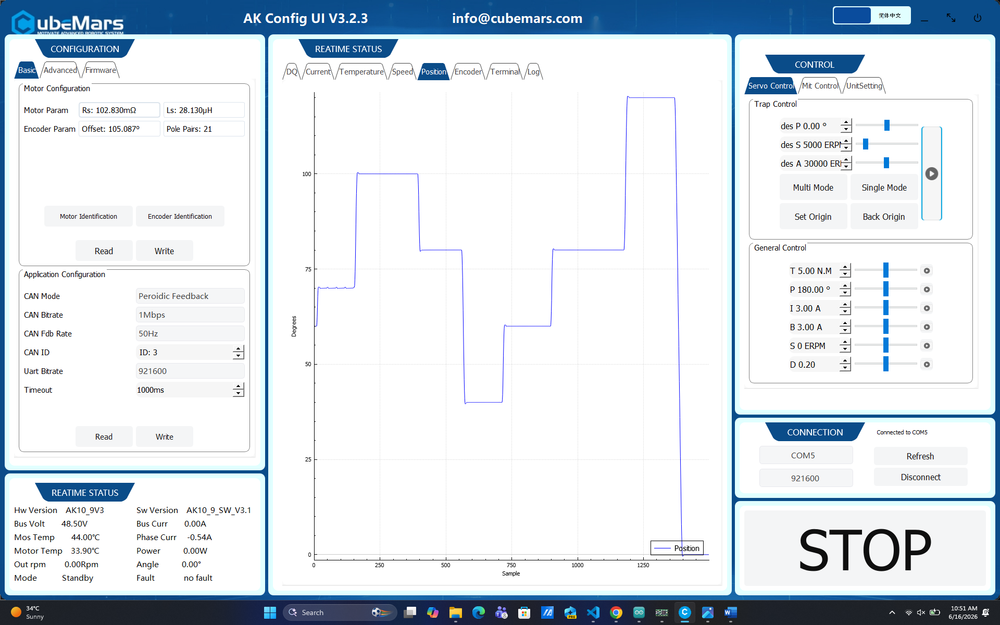 CubeMars
MOTIVATE ADVANCED ROBOTIC SYSTEM
AK Config UI V3.2.3
info@cubemars.com
简体中文
CONFIGURATION
Basic
Advanced
Firmware
Motor Configuration
Motor Param
Rs: 102.830mΩ
Ls: 28.130μH
Encoder Param
Offset: 105.087º
Pole Pairs: 21
Motor Identification
Encoder Identification
Read
Write
Application Configuration
CAN Mode
Peroidic Feedback
CAN Bitrate
1Mbps
CAN Fdb Rate
50Hz
CAN ID
ID: 3
Uart Bitrate
921600
Timeout
1000ms
Read
Write
REATIME STATUS
Hw Version AK10_9V3
Sw Version AK10_9_SW_V3.1
Bus Volt 48.50V
Bus Curr 0.00A
Mos Temp 44.00℃
Phase Curr -0.54A
Motor Temp 33.90℃
Power 0.00W
Out rpm 0.00Rpm
Angle 0.00°
Mode Standby
Fault no fault
REATIME STATUS
DQ
Current
Temperature
Speed
Position
Encoder
Terminal
Log
100
75
50
25
0
Degrees
0
250
500
750
1000
1250
Sample
Position
CONTROL
Servo Control
Mit Control
UnitSetting
Trap Control
des P 0.00 °
des S 5000 ERPM
des A 30000 ER
Multi Mode
Single Mode
Set Origin
Back Origin
General Control
T 5.00 N.M
P 180.00 °
I 3.00 A
B 3.00 A
S 0 ERPM
D 0.20
CONNECTION
Connected to COM5
COM5
Refresh
921600
Disconnect
STOP
34°C
Sunny
Search
PRE
10:51 AM
6/16/2026